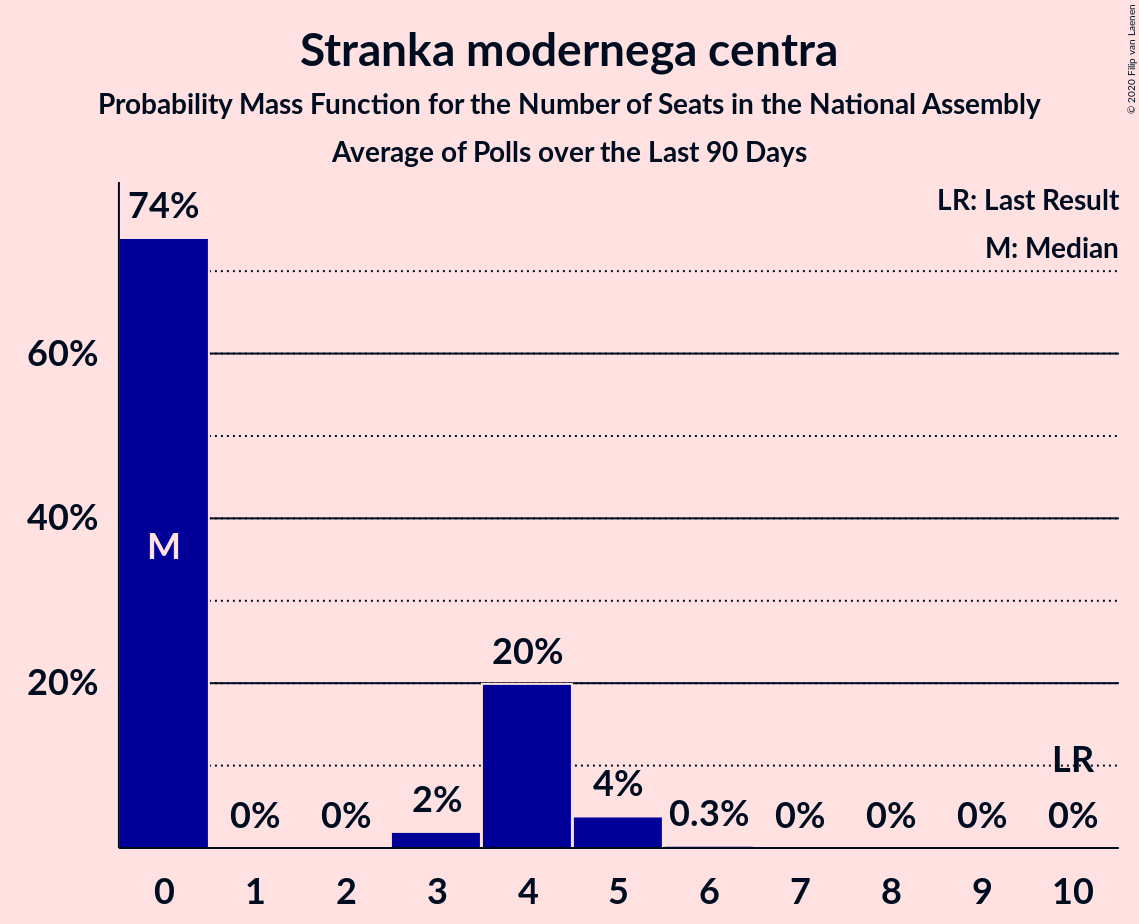 Stranka modernega centra
Probability Mass Function for the Number of Seats in the National Assembly
Average of Polls over the Last 90 Days
© 2020 Filip van Laenen
LR: Last Result
M: Median
74%
60%
40%
20%
M
0%
0%
2%
20%
4%
0.3%
0%
0%
0%
LR
0%
0 1 2 3 4 5 6 7 8 9 10